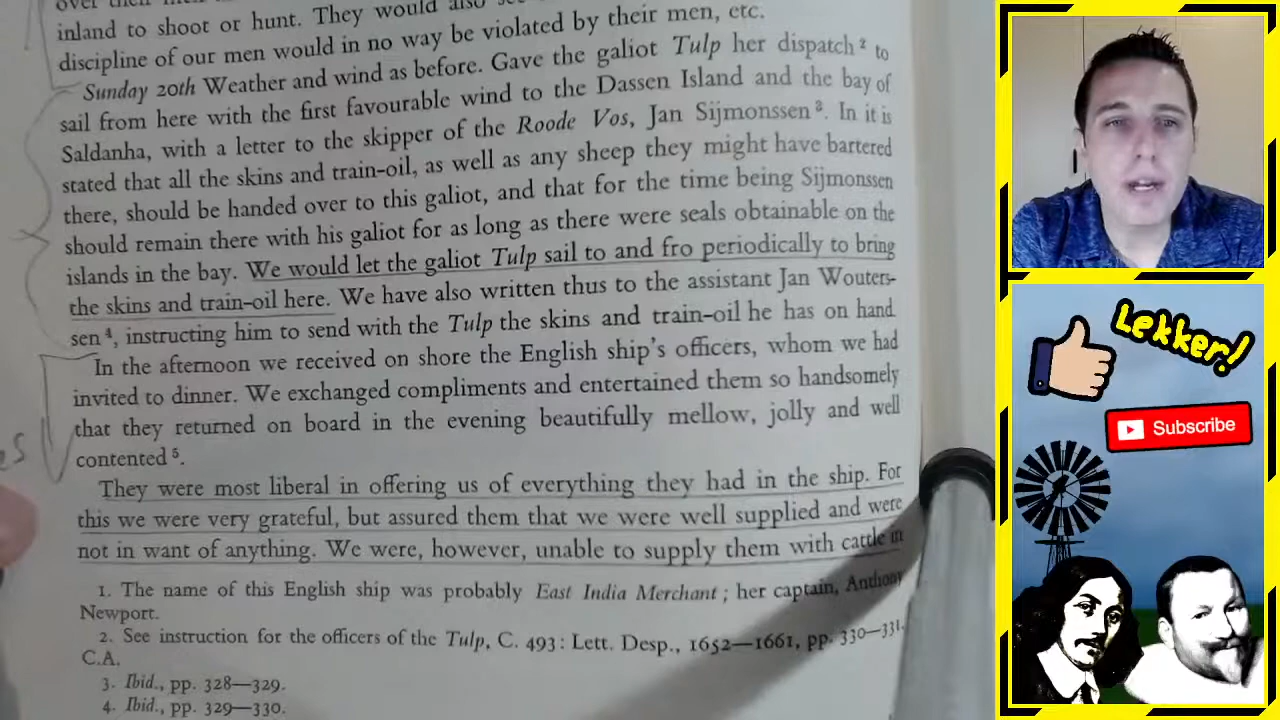 over their men
inland to shoot or hunt. They would also
discipline of our men would in no way be violated by their men, etc.
Sunday 20th Weather and wind as before. Gave the galiot Tulp her dispatch ² to
sail from here with the first favourable wind to the Dassen Island and the bay of
Saldanha, with a letter to the skipper of the Roode Vos, Jan Sijmonssen ³. In it is
stated that all the skins and train-oil, as well as any sheep they might have bartered
there, should be handed over to this galiot, and that for the time being Sijmonssen
should remain there with his galiot for as long as there were seals obtainable on the
islands in the bay. We would let the galiot Tulp sail to and fro periodically to bring
the skins and train-oil here. We have also written thus to the assistant Jan Wouters-
sen ⁴, instructing him to send with the Tulp the skins and train-oil he has on hand
In the afternoon we received on shore the English ship's officers, whom we had
invited to dinner. We exchanged compliments and entertained them so handsomely
that they returned on board in the evening beautifully mellow, jolly and well
contented ⁵.
They were most liberal in offering us of everything they had in the ship. For
this we were very grateful, but assured them that we were well supplied and were
not in want of anything. We were, however, unable to supply them with cattle in
1. The name of this English ship was probably East India Merchant ; her captain, Anthony
Newport.
2. See instruction for the officers of the Tulp, C. 493 : Lett. Desp., 1652—1661, pp. 330—331,
C.A.
3. Ibid., pp. 328—329.
4. Ibid., pp. 329—330.
Lekker!
Subscribe